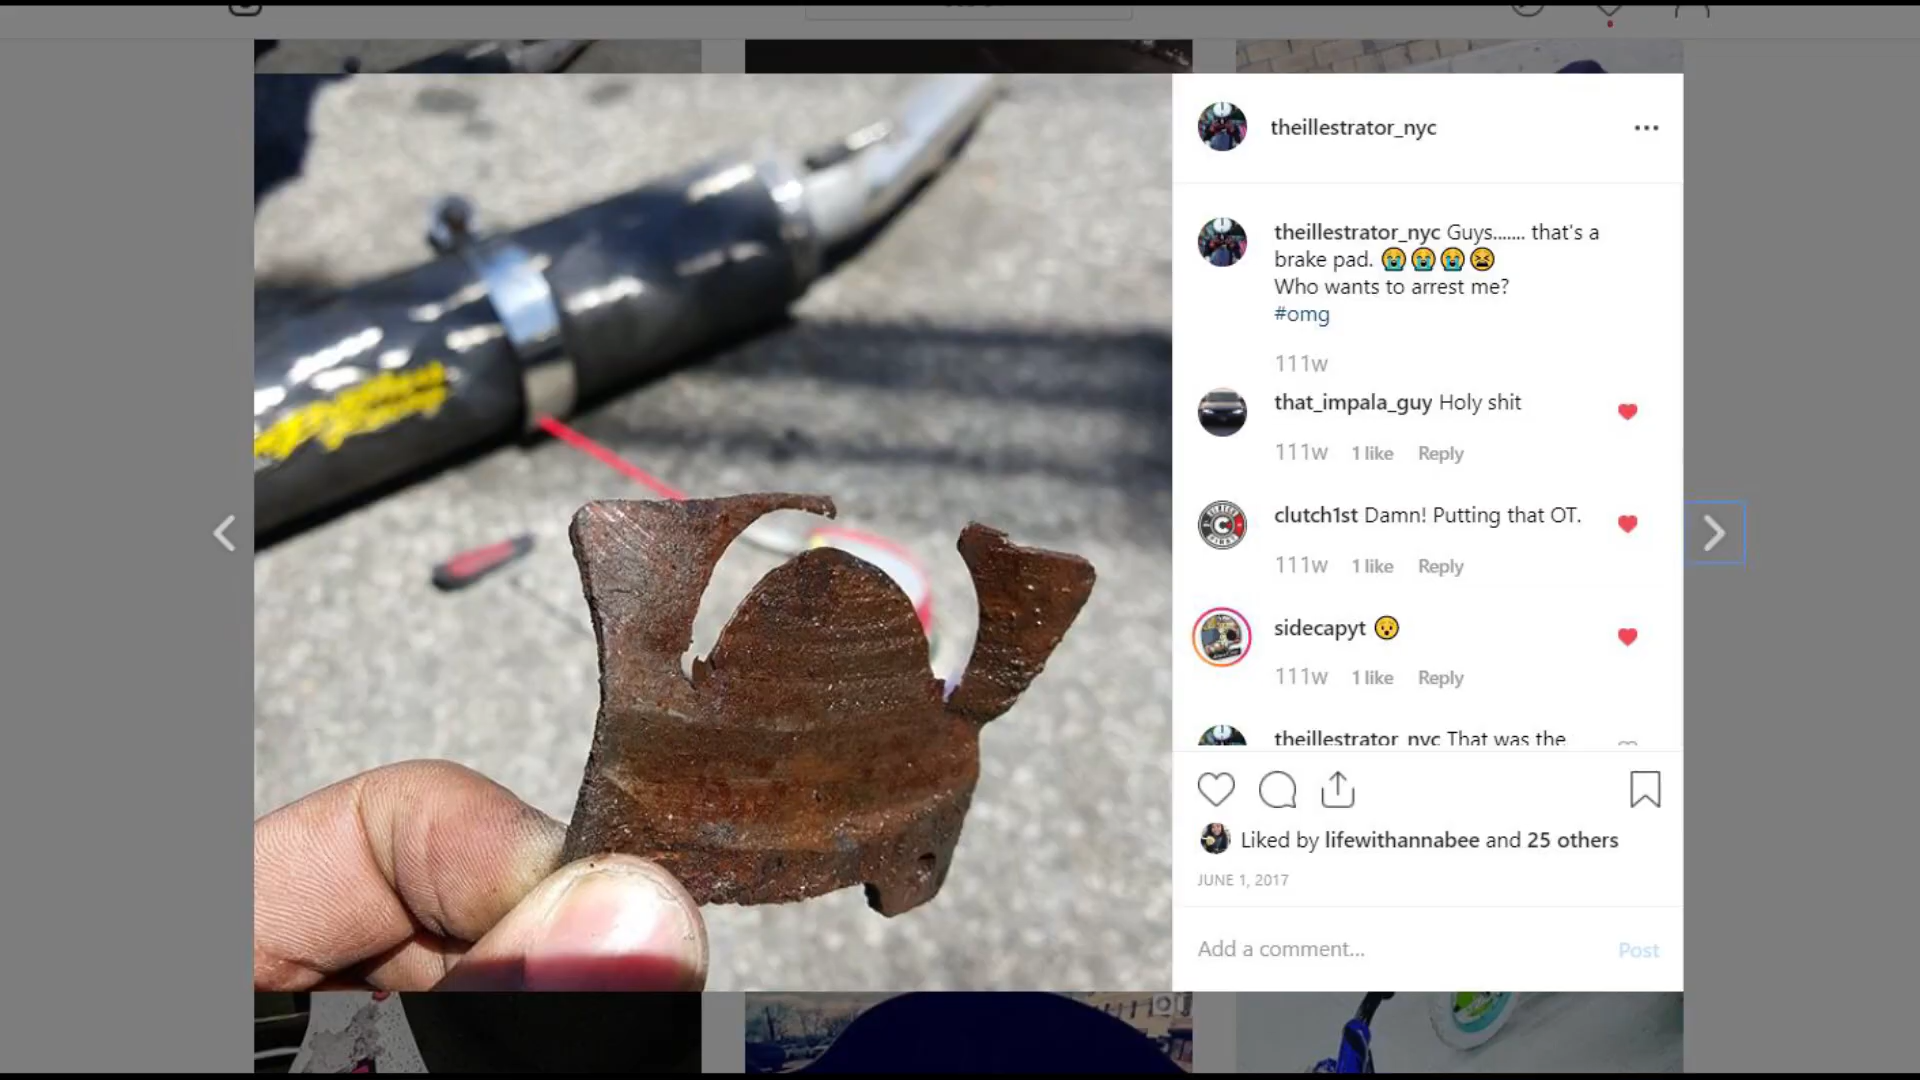 theillestrator_nyc
theillestrator_nyc Guys....... that's a
brake pad. 😭😭😭😫
Who wants to arrest me?
#omg
111w
that_impala_guy Holy shit
111w 1 like Reply
clutch1st Damn! Putting that OT.
111w 1 like Reply
sidecapyt 😯
111w 1 like Reply
theillestrator_nyc That was the
Liked by lifewithannabee and 25 others
JUNE 1, 2017
Add a comment...
Post